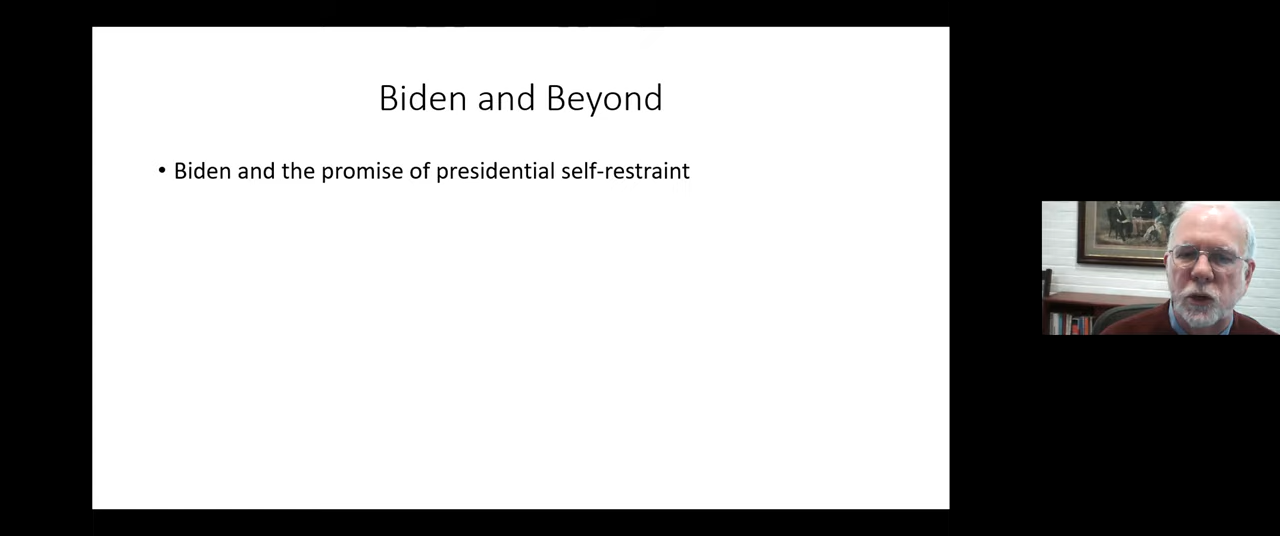 Biden and Beyond
• Biden and the promise of presidential self-restraint